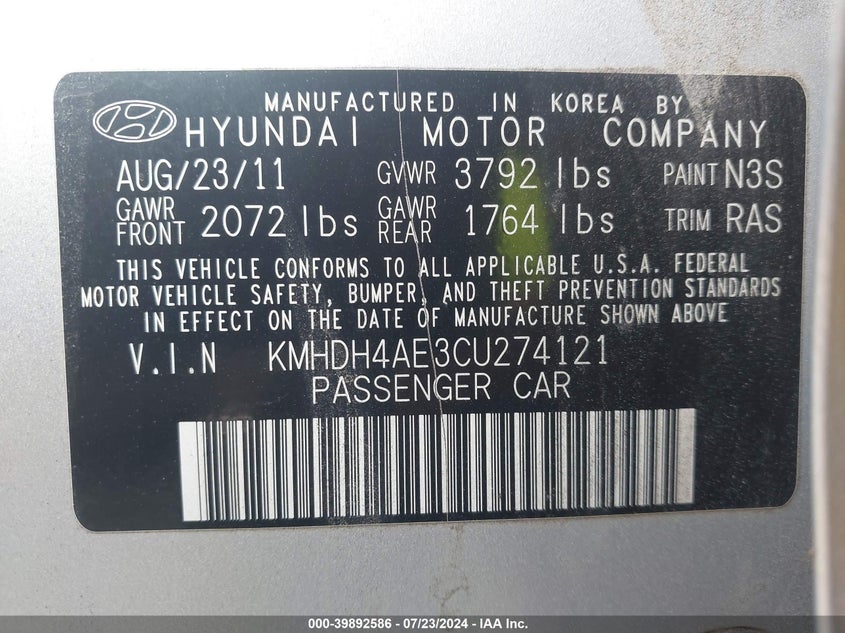 MANUFACTURED IN KOREA BY
HYUNDAI MOTOR COMPANY
AUG/23/11 GVWR 3792 lbs PAINT N3S
GAWR FRONT 2072 lbs GAWR REAR 1764 lbs TRIM RAS
THIS VEHICLE CONFORMS TO ALL APPLICABLE U.S.A. FEDERAL
MOTOR VEHICLE SAFETY, BUMPER, AND THEFT PREVENTION STANDARDS
IN EFFECT ON THE DATE OF MANUFACTURE SHOWN ABOVE
V.I.N KMHDH4AE3CU274121
PASSENGER CAR
000-39892586 - 07/23/2024 - IAA Inc.